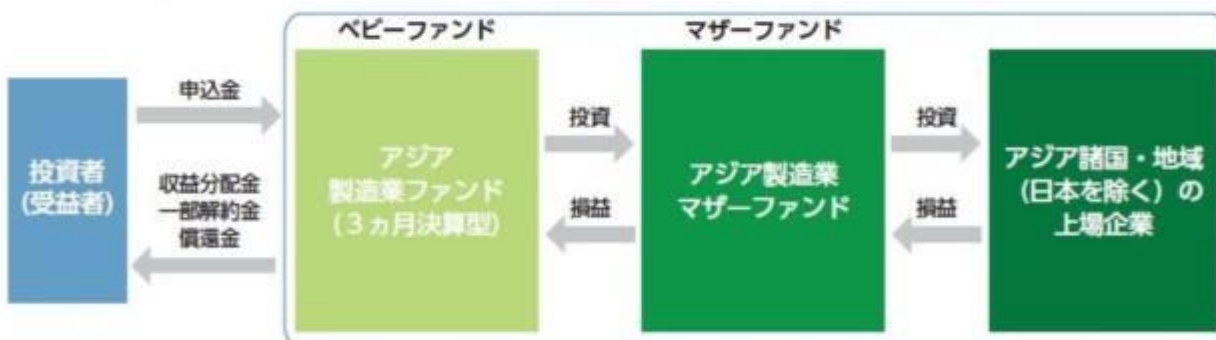 ベビーファンド
マザーファンド
投資者
(受益者)
申込金
収益分配金
一部解約金
償還金
アジア
製造業ファンド
(3ヵ月決算型)
投資
損益
アジア製造業
マザーファンド
投資
損益
アジア諸国・地域
(日本を除く)の
上場企業